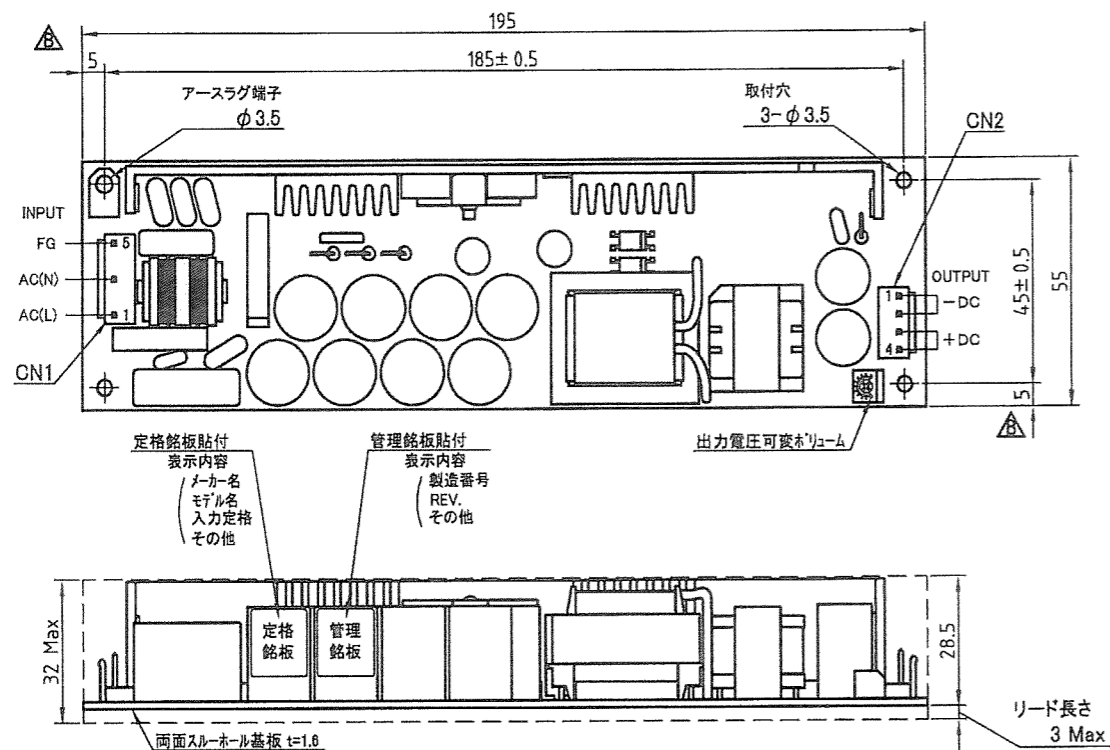 195
B
5
185± 0.5
アースラグ端子
φ3.5
取付穴
3-φ3.5
CN2
INPUT
FG
5
AC(N)
AC(L)
1
CN1
OUTPUT
1
-DC
+DC
4
45± 0.5
55
5
B
定格銘板貼付
表示内容
メーカー名
モデル名
入力定格
その他
管理銘板貼付
表示内容
製造番号
REV.
その他
出力電圧可変ボリューム
32 Max
定格
銘板
管理
銘板
28.5
リード長さ
3 Max
両面スルーホール基板 t=1.6